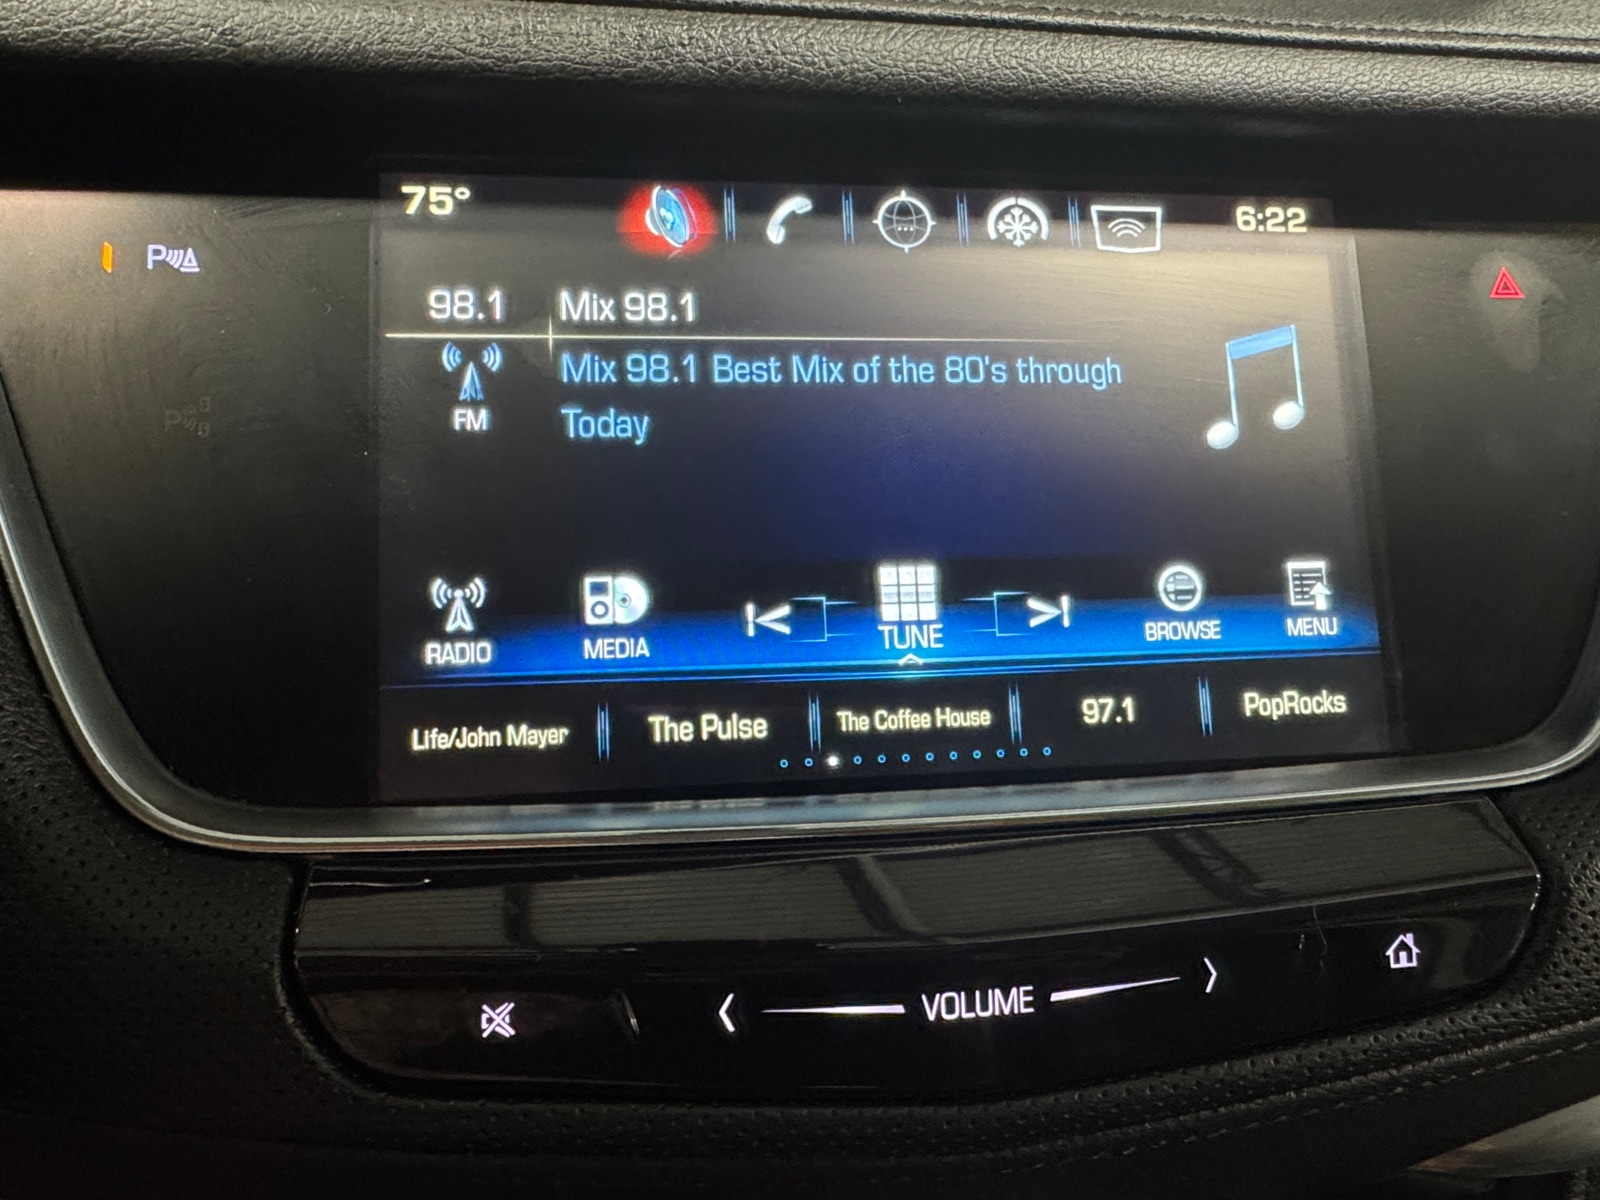 75°
6:22
P
98.1
Mix 98.1
Mix 98.1 Best Mix of the 80's through
Today
FM
RADIO
MEDIA
TUNE
BROWSE
MENU
Life/John Mayer
The Pulse
The Coffee House
97.1
PopRocks
VOLUME